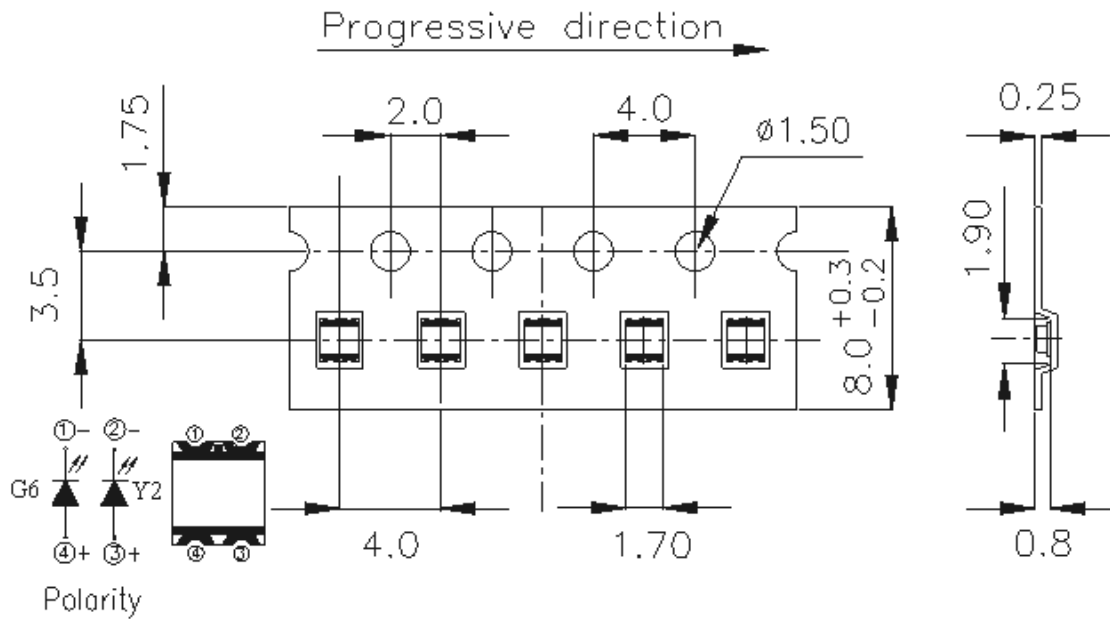 Progressive direction
1.75
2.0
4.0
ø1.50
0.25
3.5
8.0 +0.3 -0.2
1.90
①- ②-
① ②
G6 Y2
④+ ③+
④ ③
4.0
1.70
0.8
Polarity